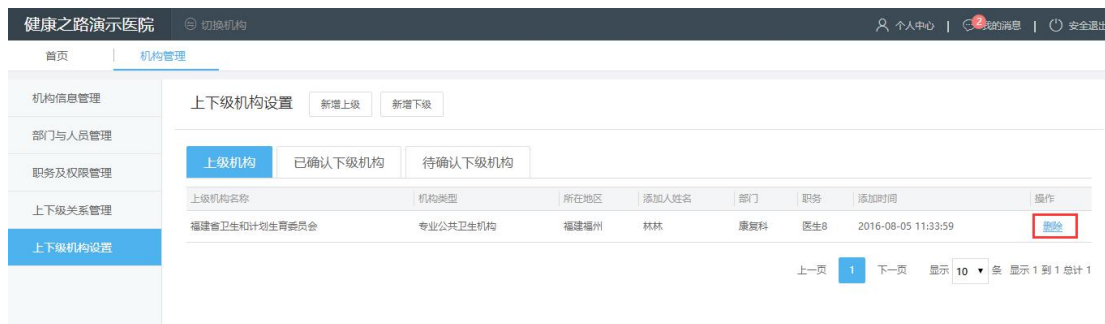 健康之路演示医院 切换机构 个人中心 | 2 我的消息 | 安全退出
首页 | 机构管理
机构信息管理
部门与人员管理
职务及权限管理
上下级关系管理
上下级机构设置
上下级机构设置 新增上级 新增下级
上级机构 已确认下级机构 待确认下级机构
上级机构名称 机构类型 所在地区 添加人姓名 部门 职务 添加时间 操作
福建省卫生和计划生育委员会 专业公共卫生机构 福建福州 林林 康复科 医生8 2016-08-05 11:33:59 删除
上一页 1 下一页 显示 10 条 显示 1 到 1 总计 1